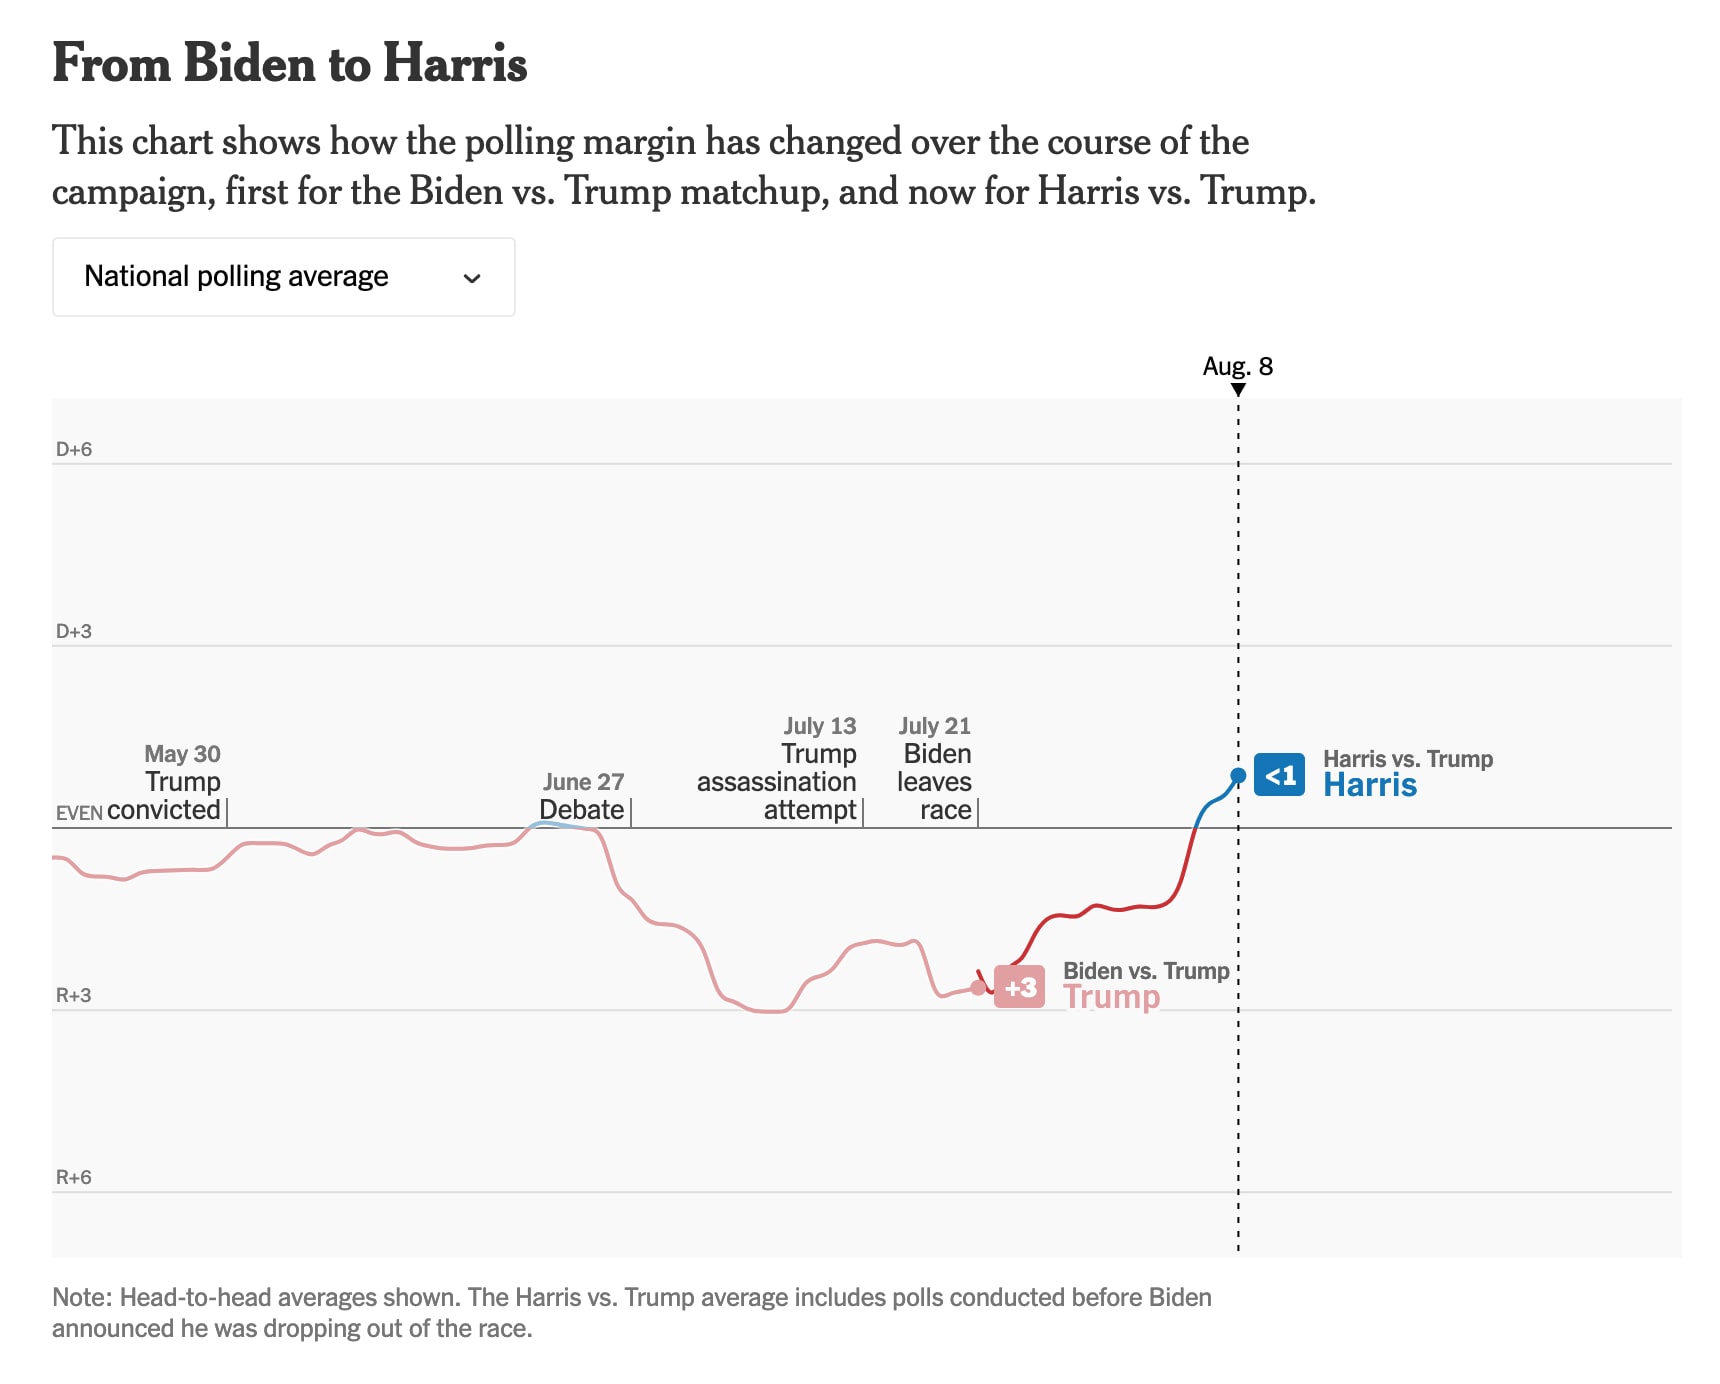 From Biden to Harris
This chart shows how the polling margin has changed over the course of the
campaign, first for the Biden vs. Trump matchup, and now for Harris vs. Trump.
National polling average
Aug. 8
D+6
D+3
May 30
Trump
convicted
June 27
Debate
July 13
Trump
assassination
attempt
July 21
Biden
leaves
race
<1
Harris vs. Trump
Harris
EVEN
+3
Biden vs. Trump
Trump
R+3
R+6
Note: Head-to-head averages shown. The Harris vs. Trump average includes polls conducted before Biden
announced he was dropping out of the race.